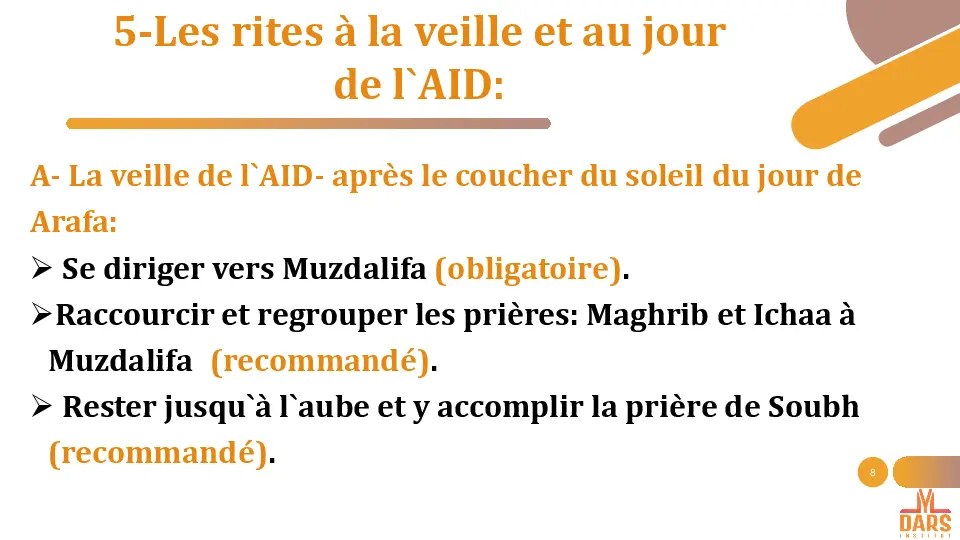 5-Les rites à la veille et au jour
de l`AID:
A- La veille de l`AID- après le coucher du soleil du jour de
Arafa:
➢ Se diriger vers Muzdalifa (obligatoire).
➢Raccourcir et regrouper les prières: Maghrib et Ichaa à
Muzdalifa (recommandé).
➢ Rester jusqu`à l`aube et y accomplir la prière de Soubh
(recommandé).
8
DARS
INSTITUT